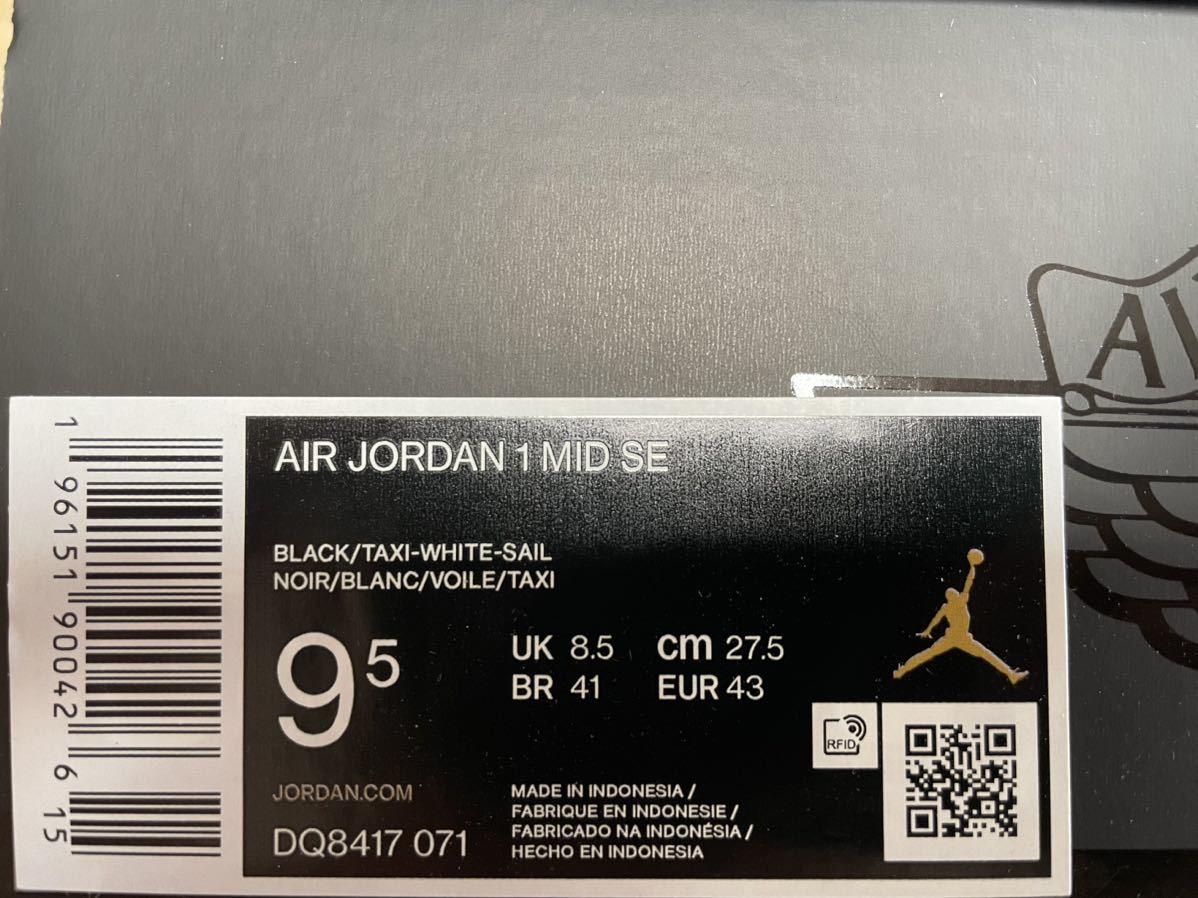 AIR JORDAN 1 MID SE
BLACK/TAXI-WHITE-SAIL
NOIR/BLANC/VOILE/TAXI
9 5
UK 8.5 cm 27.5
BR 41 EUR 43
RFID
JORDAN.COM
DQ8417 071
MADE IN INDONESIA /
FABRIQUE EN INDONESIE /
FABRICADO NA INDONÉSIA /
HECHO EN INDONESIA
1 96151 90042 6 15